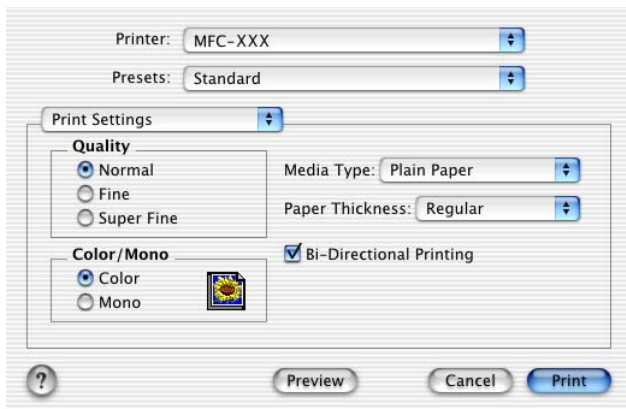 Printer: MFC-XXX
Presets: Standard
Print Settings
Quality
Normal
Fine
Super Fine
Media Type: Plain Paper
Paper Thickness: Regular
Bi-Directional Printing
Color/Mono
Color
Mono
?
Preview
Cancel
Print